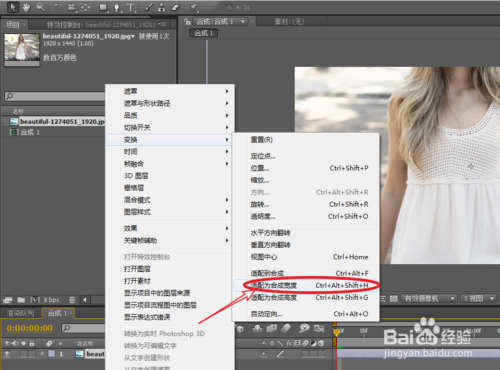 项目
特效控制台: beautiful-1274051_1920.j
合成: 合成 1
素材:(无)
合成 1
beautiful-1274051_1920.jpg 被使用1次
1920 x 1440 (1.00)
数百万颜色
名称
beautiful-1274051_1920.jpg
合成 1
遮罩
遮罩与形状路径
品质
切换开关
变换
时间
帧融合
3D 图层
栅格层
混合模式
图层样式
效果
关键帧辅助
打开特效控制台
打开图层
打开素材
显示项目中的图层来源
显示项目流程图中的图层
显示表达式错误
转换为实时 Photoshop 3D
转换为可编辑文字
从文字创建形状
重置(R)
定位点...
位置... Ctrl+Shift+P
缩放...
方向... Ctrl+Alt+Shift+R
旋转... Ctrl+Shift+R
透明度... Ctrl+Shift+O
水平方向翻转
垂直方向翻转
视图中心 Ctrl+Home
适配到合成 Ctrl+Alt+F
适配为合成宽度 Ctrl+Alt+Shift+H
适配为合成高度 Ctrl+Alt+Shift+G
自动定向... Ctrl+Alt+O
8 bpc
有效摄像机
1 视图
渲染队列
合成 1
0:00:00:00
1
Baidu 经验
jingyan.baidu.com